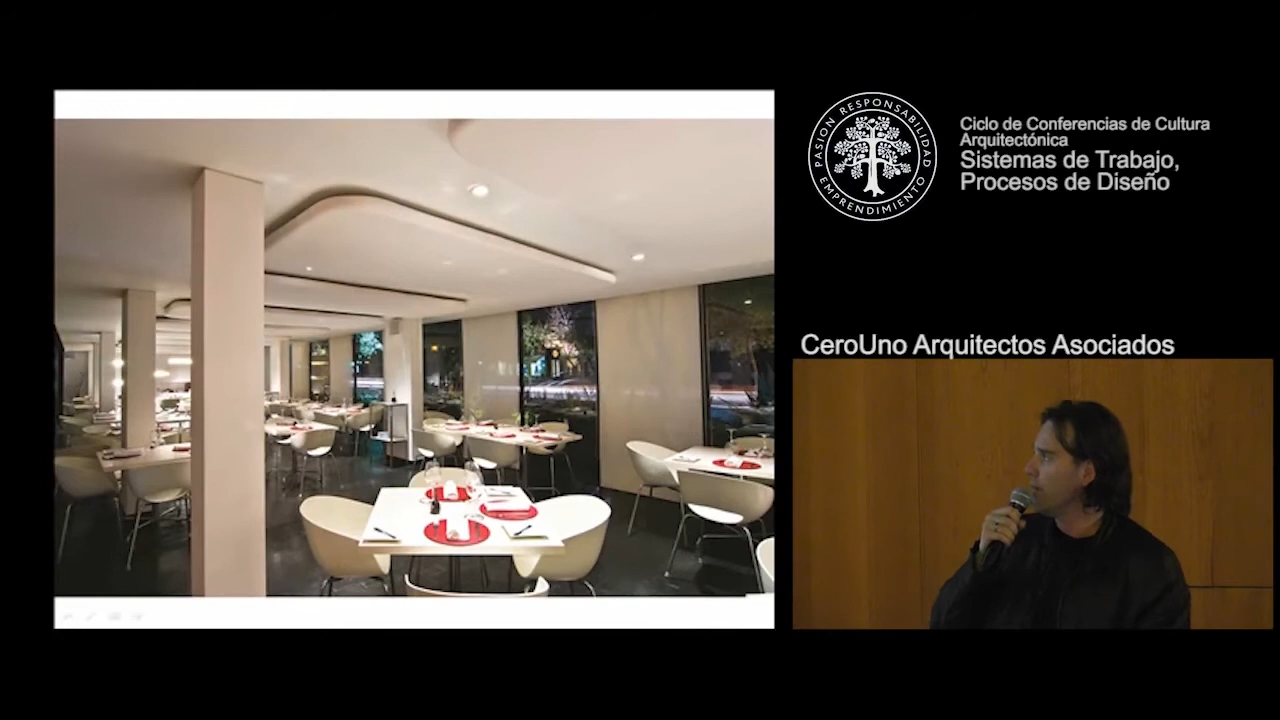 PASION RESPONSABILIDAD
EMPRENDIMIENTO
Ciclo de Conferencias de Cultura
Arquitectónica
Sistemas de Trabajo,
Procesos de Diseño
CeroUno Arquitectos Asociados